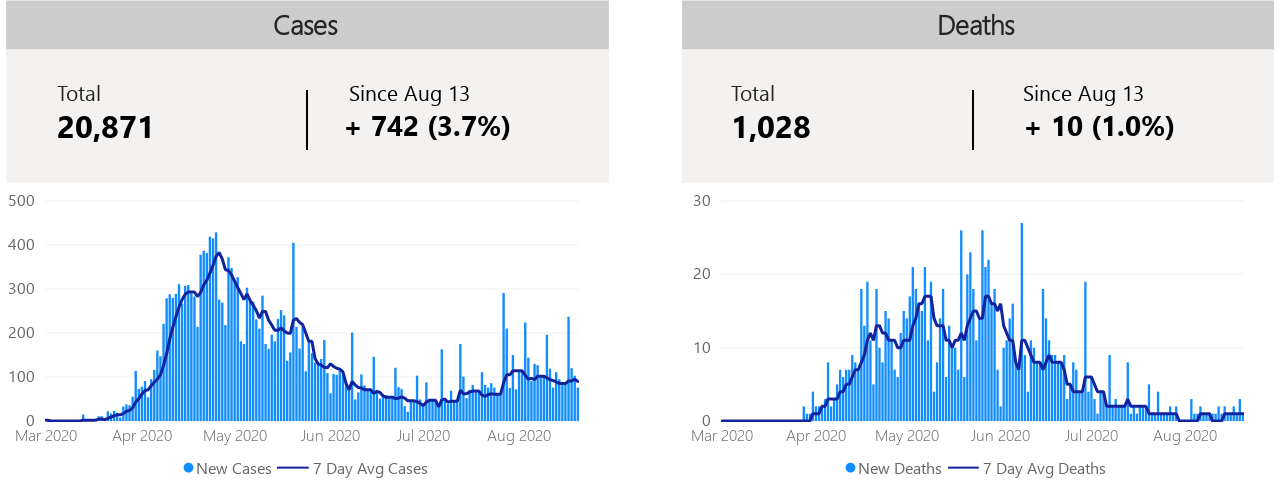 Cases
Total
20,871
Since Aug 13
+ 742 (3.7%)
500
400
300
200
100
0
Mar 2020 Apr 2020 May 2020 Jun 2020 Jul 2020 Aug 2020
New Cases 7 Day Avg Cases
Deaths
Total
1,028
Since Aug 13
+ 10 (1.0%)
30
20
10
0
Mar 2020 Apr 2020 May 2020 Jun 2020 Jul 2020 Aug 2020
New Deaths 7 Day Avg Deaths